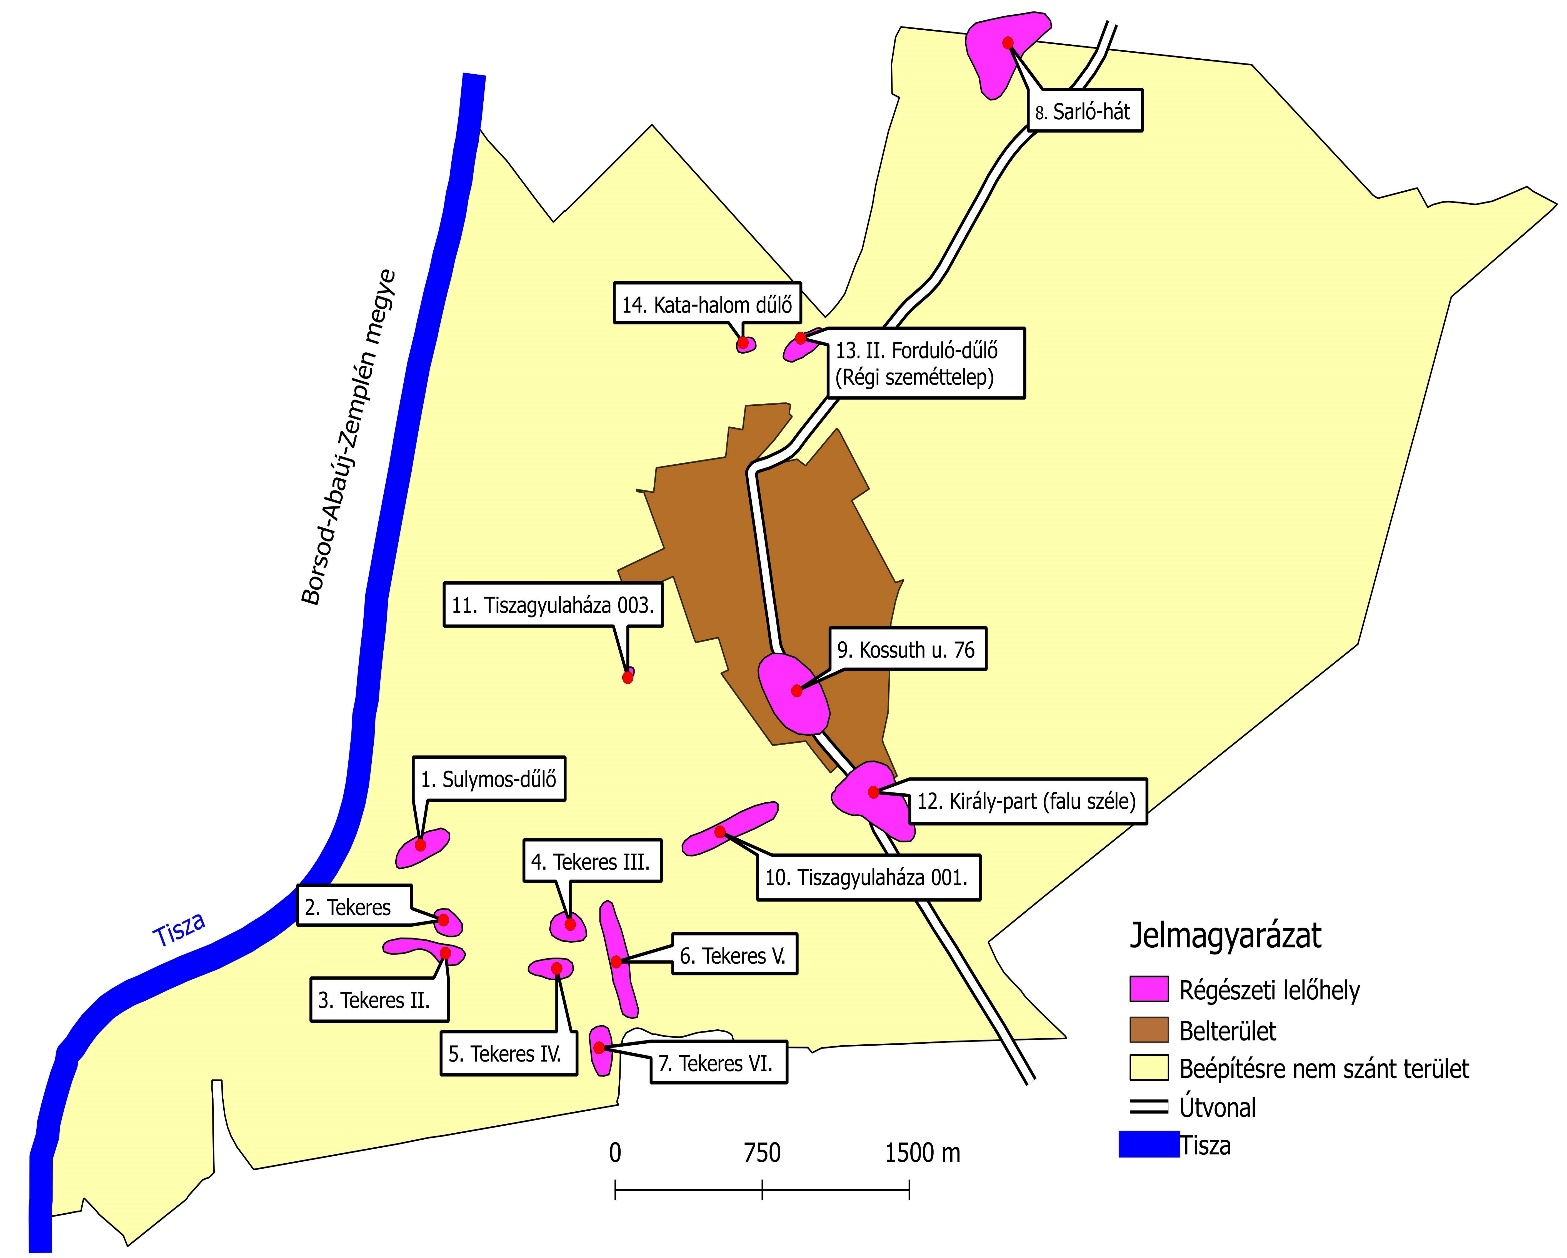 8. Sarló-hát
14. Kata-halom dűlő
13. II. Forduló-dűlő
(Régi szeméttelep)
Borsod-Abaúj-Zemplén megye
11. Tiszagyulaháza 003.
9. Kossuth u. 76
1. Sulymos-dűlő
12. Király-part (falu széle)
4. Tekeres III.
10. Tiszagyulaháza 001.
2. Tekeres
Tisza
6. Tekeres V.
3. Tekeres II.
5. Tekeres IV.
7. Tekeres VI.
Jelmagyarázat
Régészeti lelőhely
Belterület
Beépítésre nem szánt terület
Útvonal
Tisza
0 750 1500 m